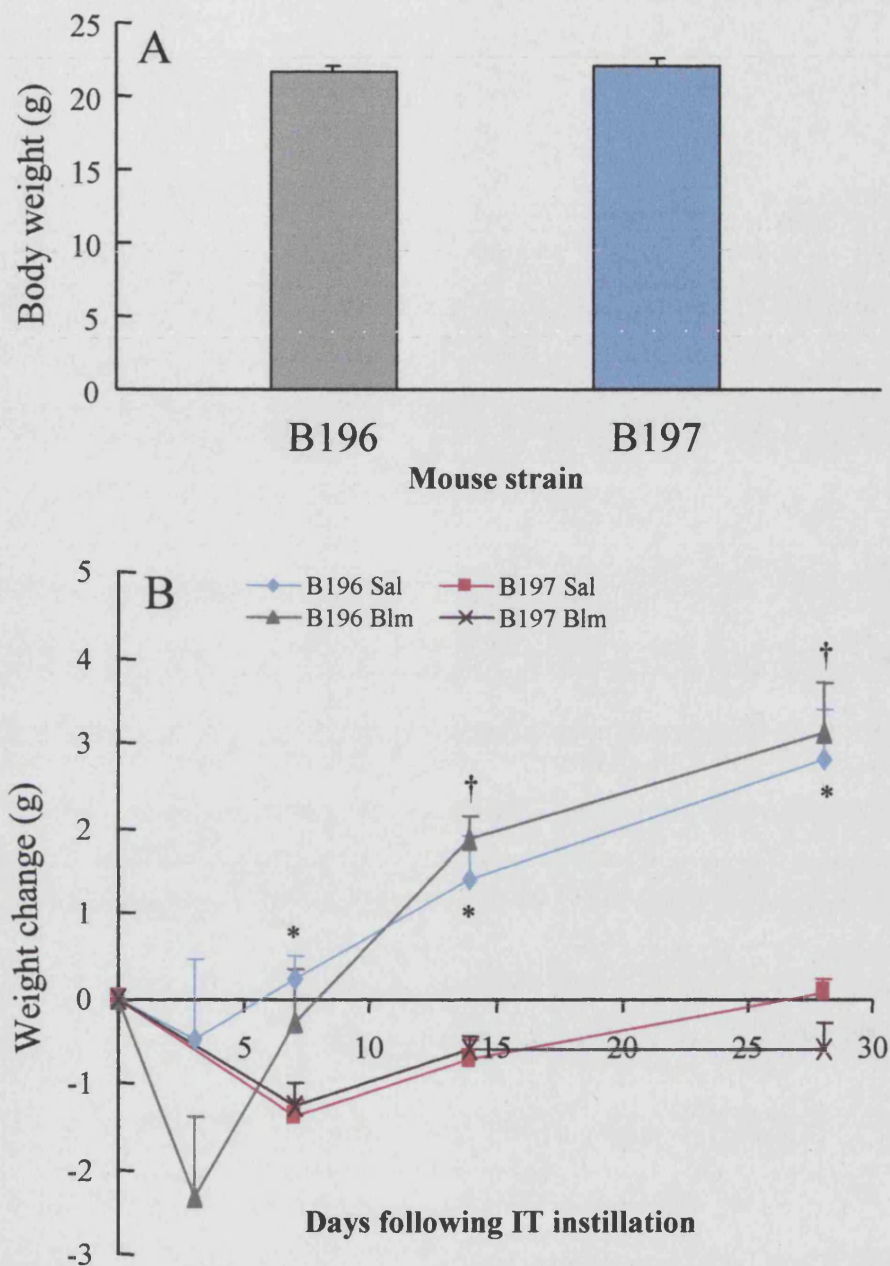 A
25
20
15
10
5
0
Body weight (g)
B196 B197
Mouse strain
B
B196 Sal B197 Sal
B196 Blm B197 Blm
5
4
3
2
1
0
-1
-2
-3
Weight change (g)
† 
†
*
*
*
5 10 15 20 25 30
Days following IT instillation